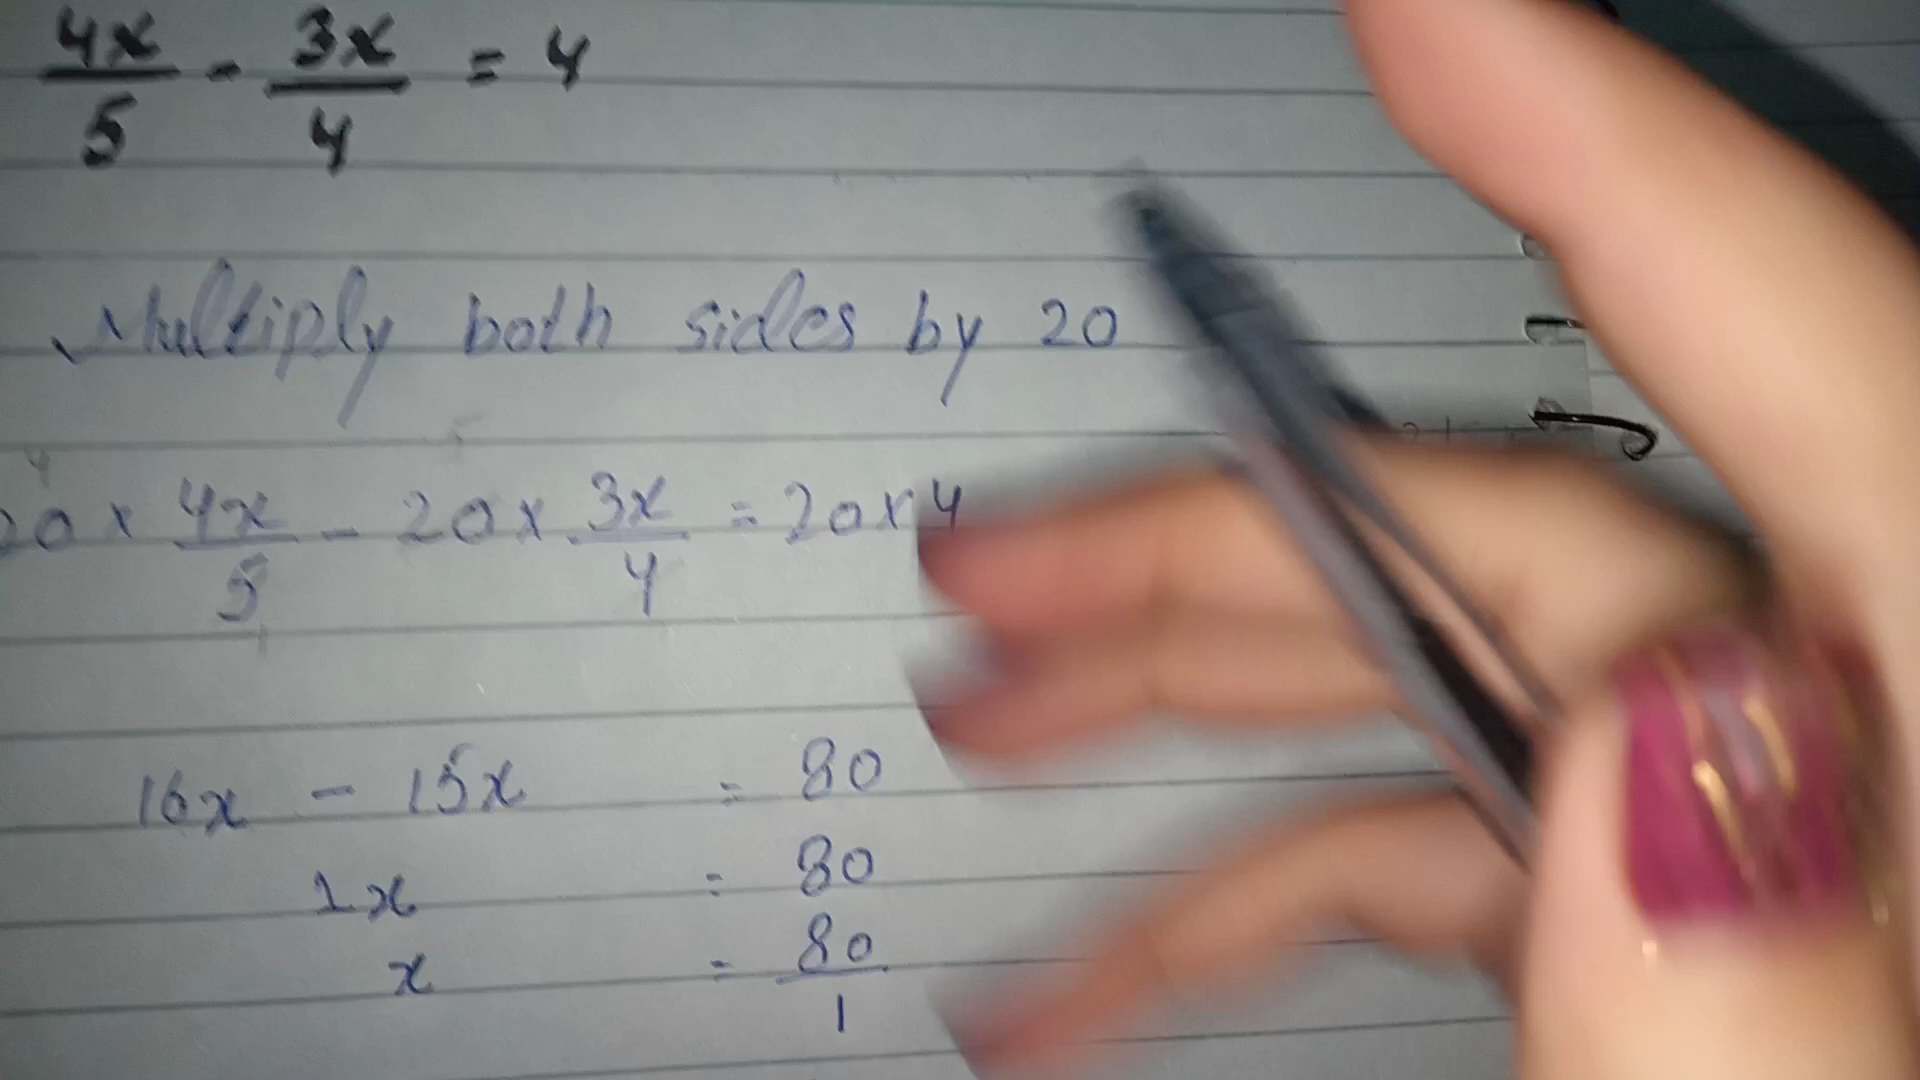 4x/5 - 3x/4 = 4
Multiply both sides by 20
20 × 4x/5 - 20 × 3x/4 = 20 × 4
16x - 15x = 80
1x = 80
x = 80/1